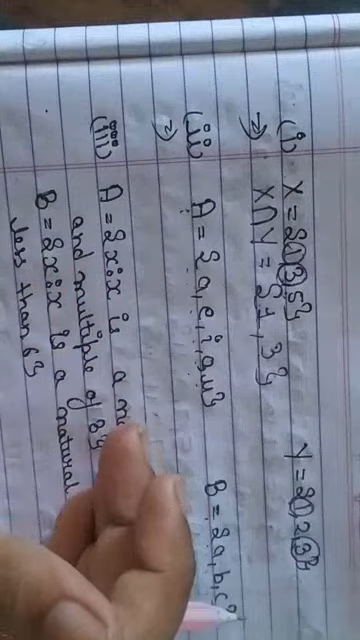 (i) X = {1, 3, 5} Y = {1, 2, 3}
⇒ X∩Y = {1, 3}
(ii) A = {a, e, i, o, u} B = {a, b, c}
⇒
(iii) A = {x:x is a
and multiple of 3}
B = {x:x is a natural
less than 6}